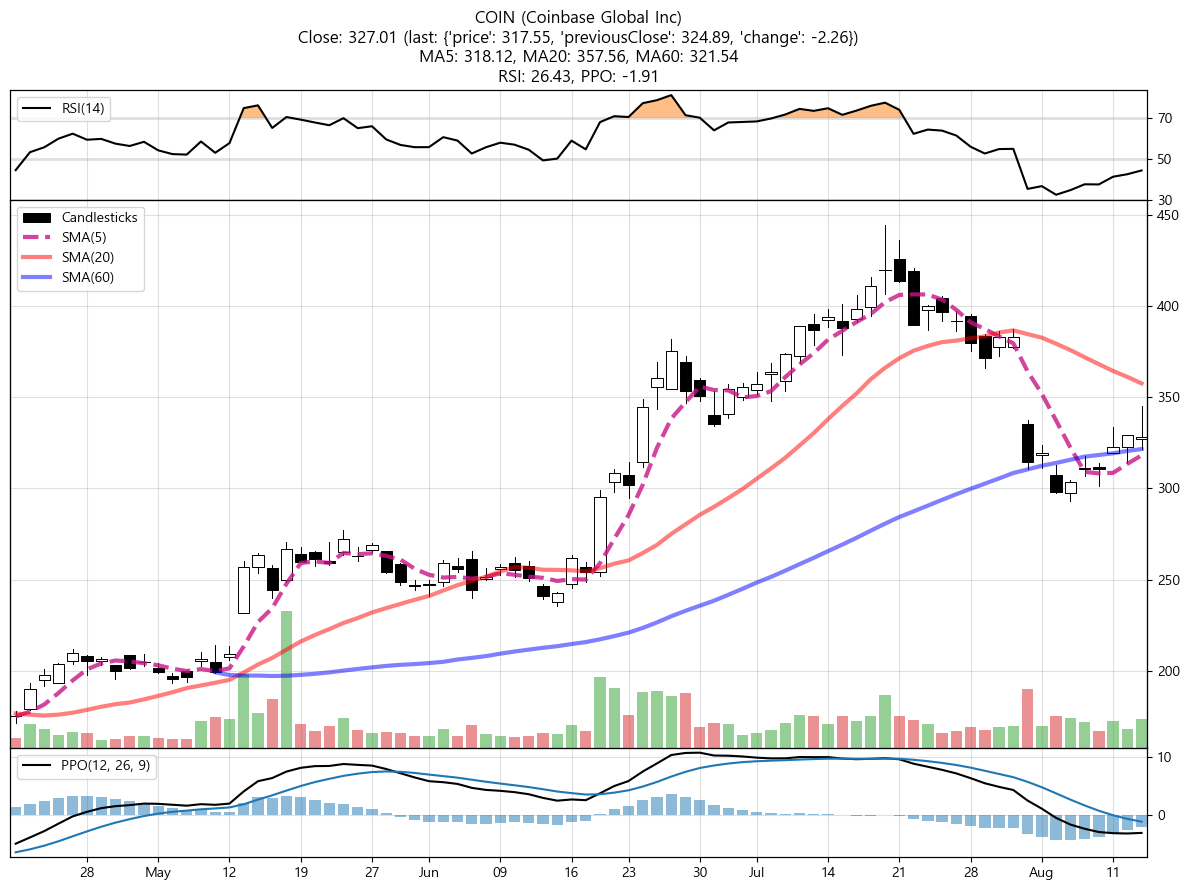 COIN (Coinbase Global Inc)
Close: 327.01 (last: {'price': 317.55, 'previousClose': 324.89, 'change': -2.26})
MA5: 318.12, MA20: 357.56, MA60: 321.54
RSI: 26.43, PPO: -1.91
RSI(14)
70
50
30
Candlesticks
SMA(5)
SMA(20)
SMA(60)
450
400
350
300
250
200
PPO(12, 26, 9)
10
0
28 May 12 19 27 Jun 09 16 23 30 Jul 14 21 28 Aug 11